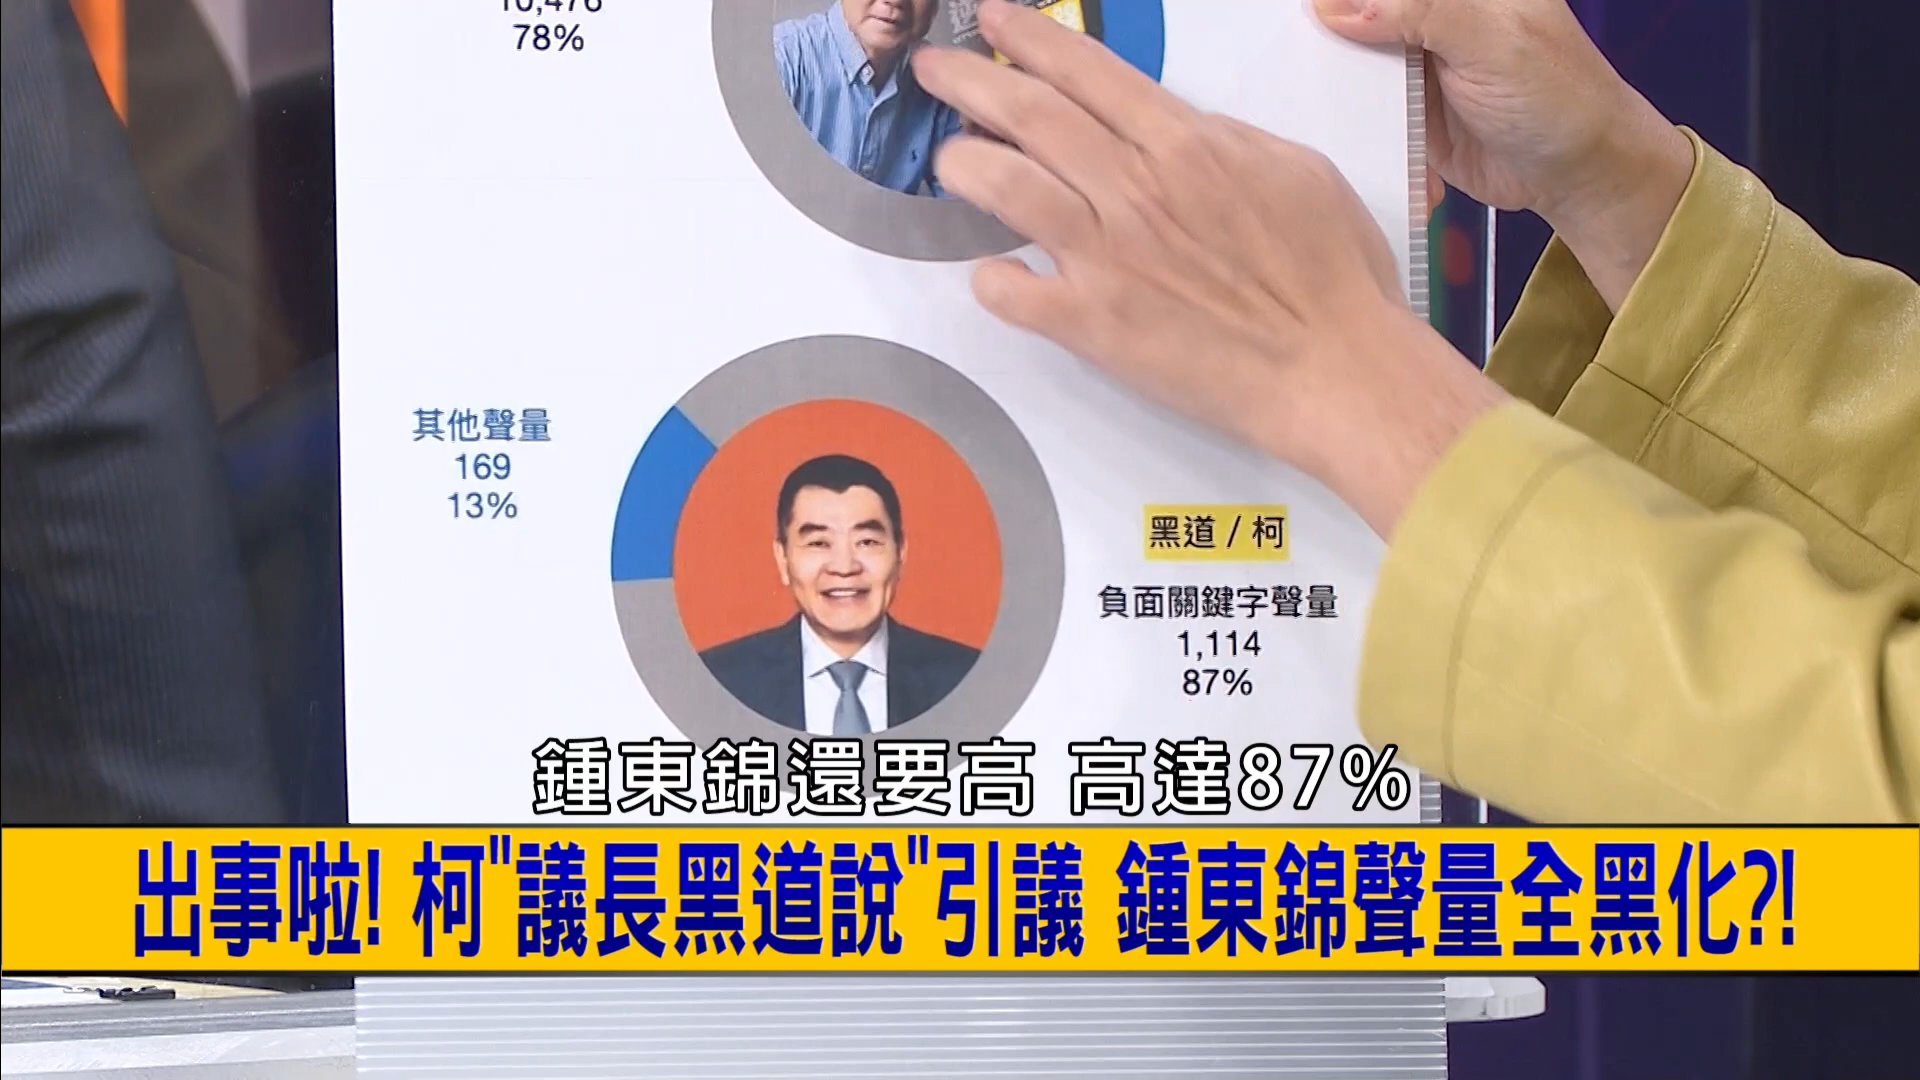 10,476
78%
其他聲量
169
13%
黑道 / 柯
負面關鍵字聲量
1,114
87%
鍾東錦還要高 高達87%
出事啦! 柯"議長黑道說"引議 鍾東錦聲量全黑化?!